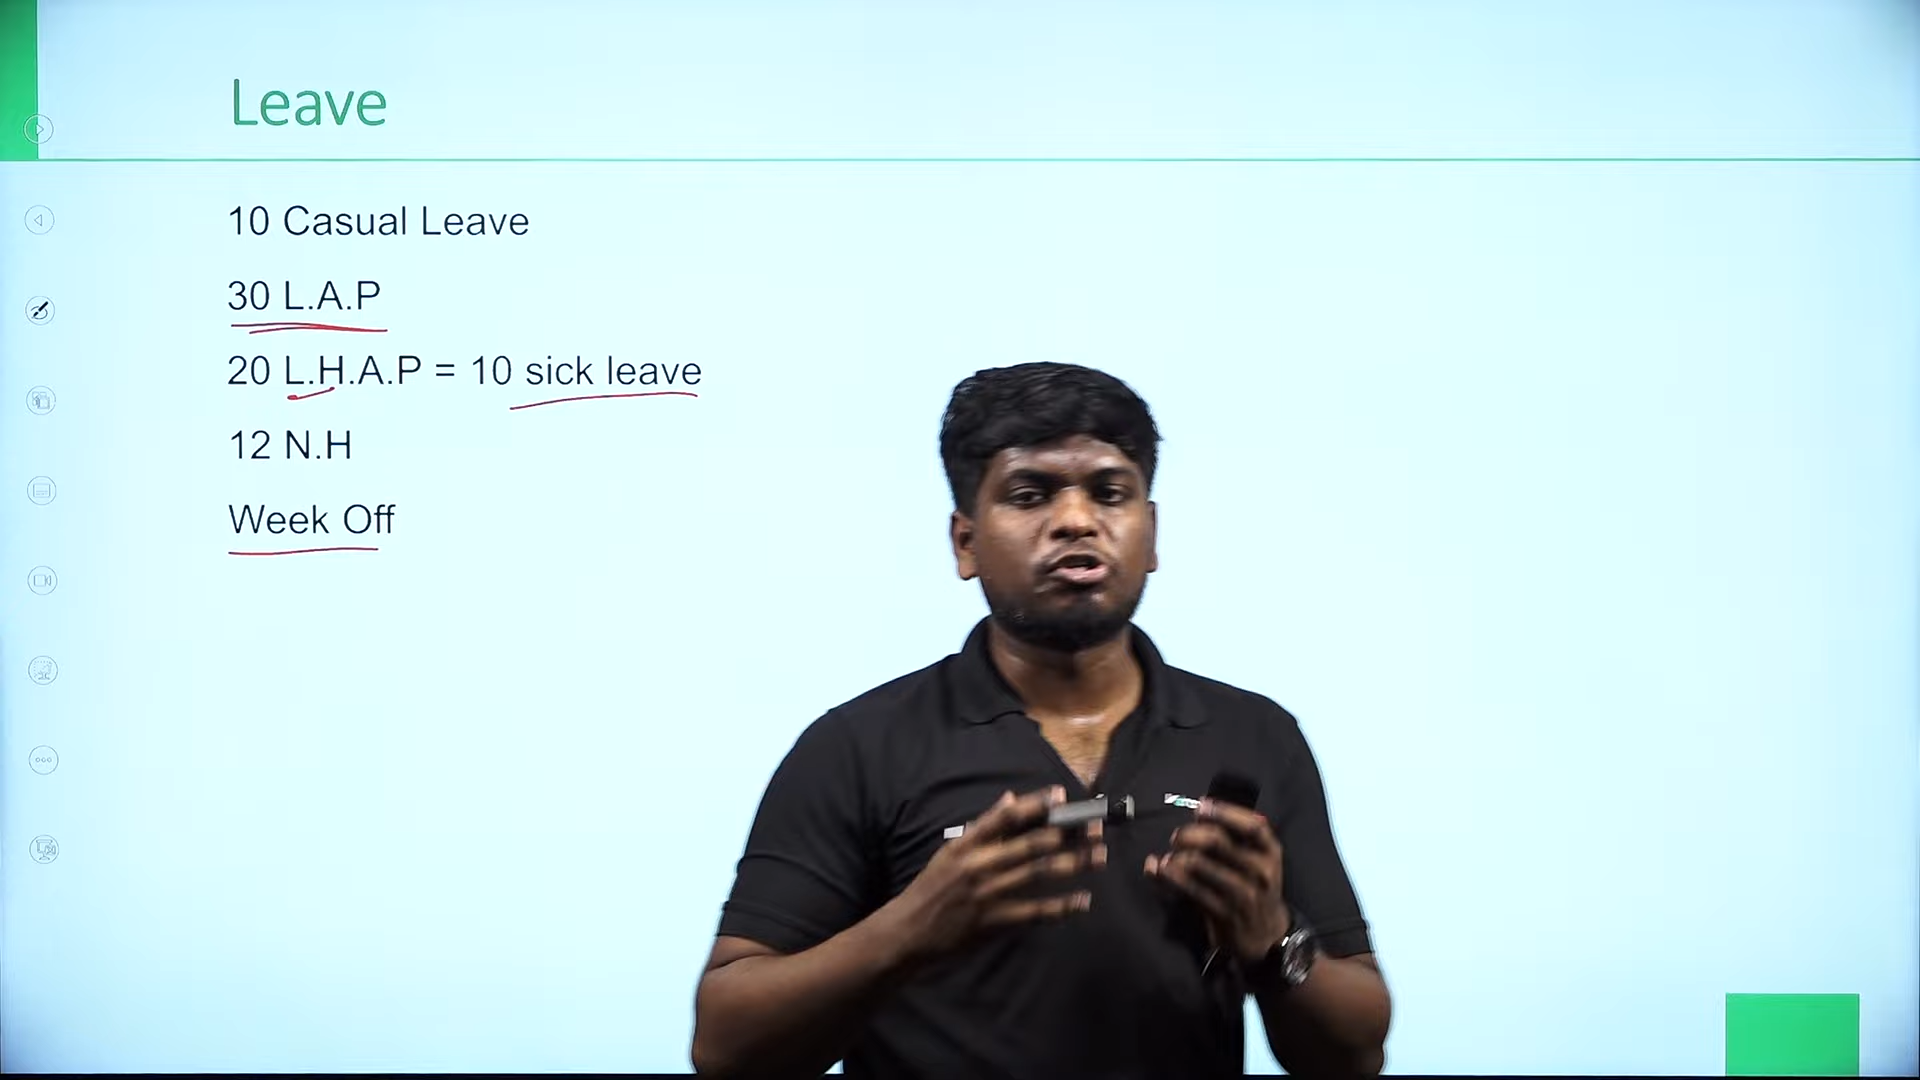 Leave
10 Casual Leave
30 L.A.P
20 L.H.A.P = 10 sick leave
12 N.H
Week Off